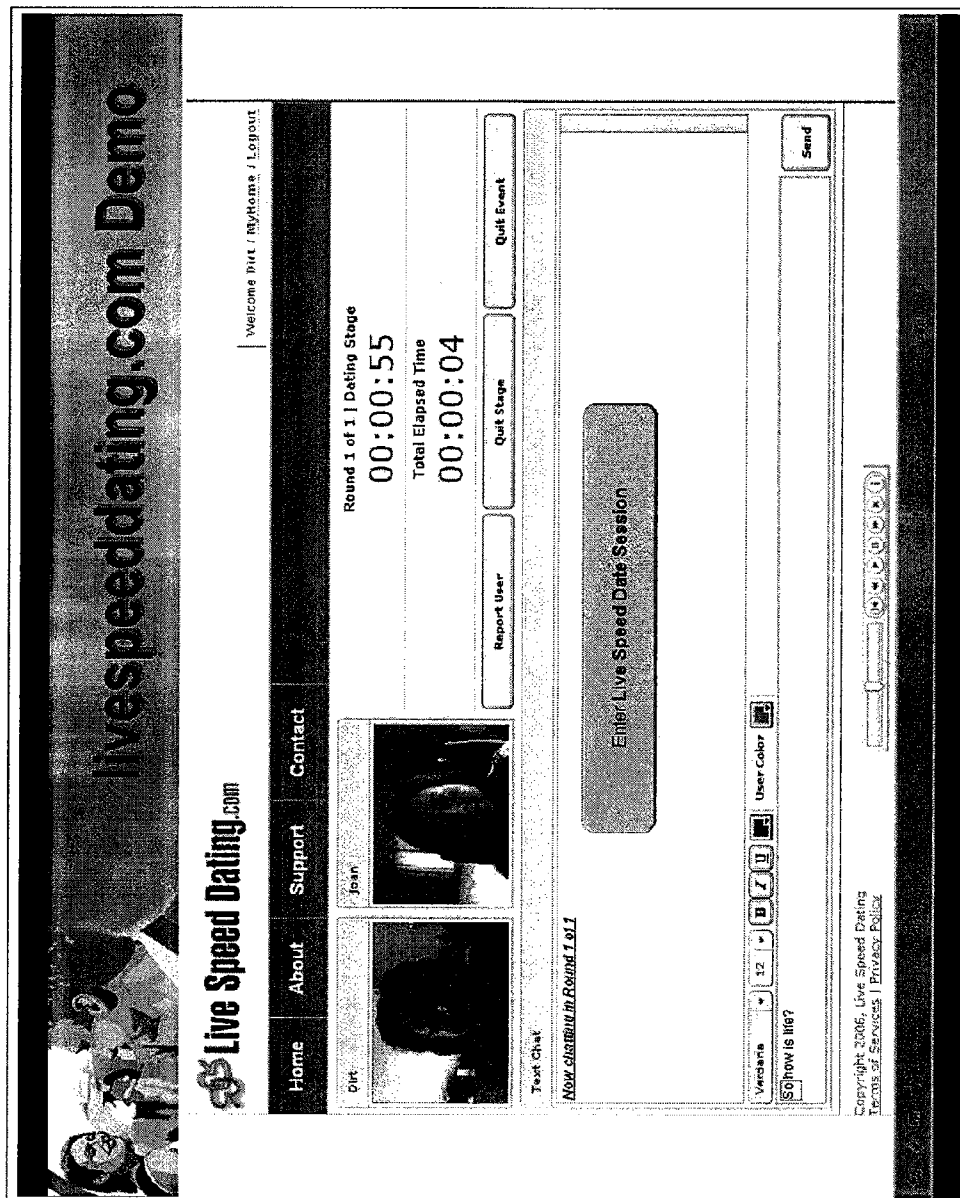 livespeeddating.com Demo
Live Speed Dating.com
Welcome Dirt / MyHome / Logout
Home About Support Contact
Dirt
Joan
Round 1 of 1 | Dating Stage
00:00:55
Total Elapsed Time
00:00:04
Report User
Quit Stage
Quit Event
Text Chat
Now chatting in Round 1 of 1
Enter Live Speed Date Session
Verdana 12 B I U User Color
So how is life?
Send
Copyright 2006, Live Speed Dating
Terms of Services | Privacy Policy